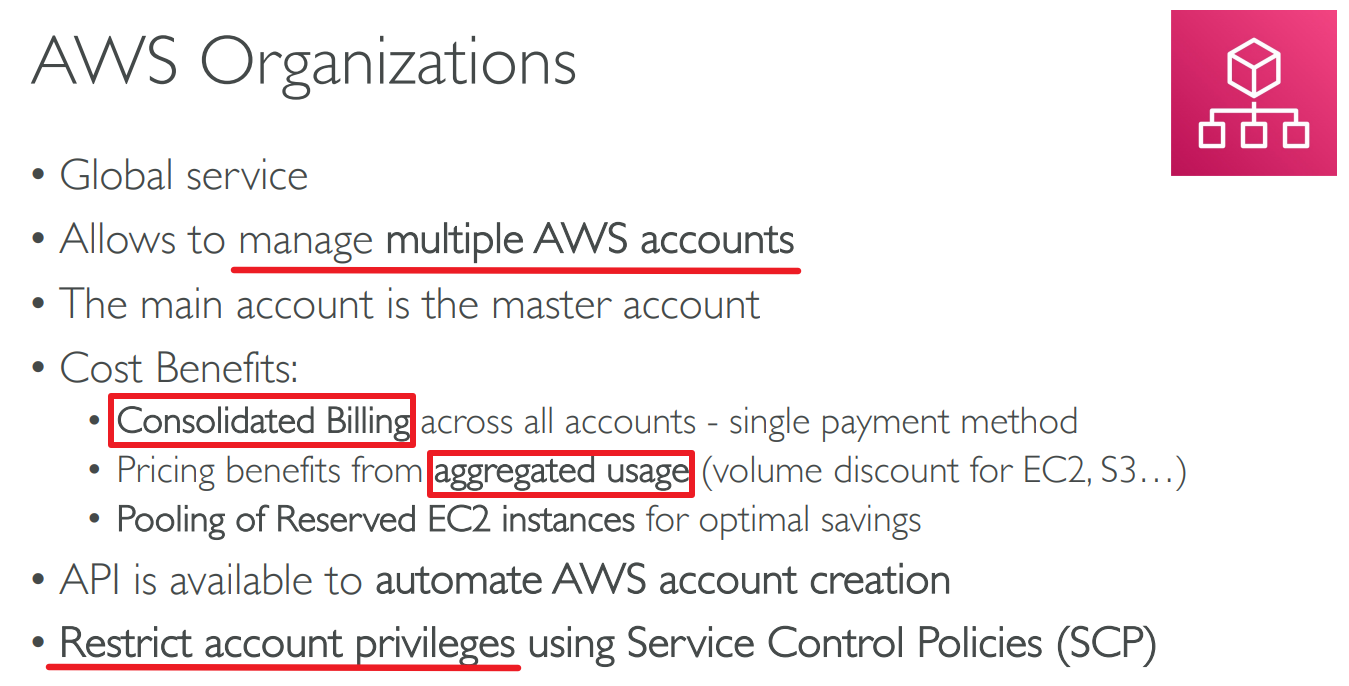 AWS Organizations
• Global service
• Allows to manage multiple AWS accounts
• The main account is the master account
• Cost Benefits:
• Consolidated Billing across all accounts - single payment method
• Pricing benefits from aggregated usage (volume discount for EC2, S3…)
• Pooling of Reserved EC2 instances for optimal savings
• API is available to automate AWS account creation
• Restrict account privileges using Service Control Policies (SCP)